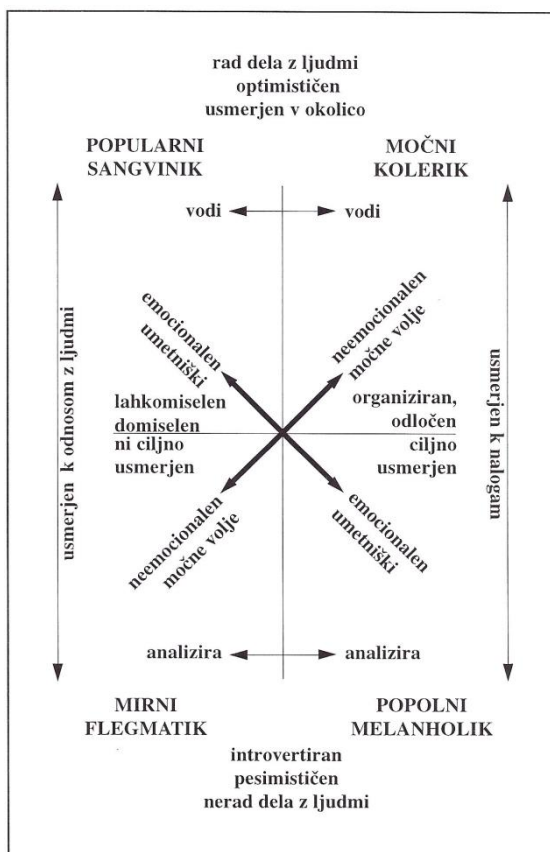 rad dela z ljudmi
optimističen
usmerjen v okolico
POPULARNI
SANGVINIK
MOČNI
KOLERIK
vodi
vodi
emocionalen
umetniški
neemocionalen
močne volje
usmerjen k odnosom z ljudmi
lahkomiselen
domiselen
ni ciljno
usmerjen
organiziran,
odločen
ciljno
usmerjen
usmerjen k nalogam
neemocionalen
močne volje
emocionalen
umetniški
analizira
analizira
MIRNI
FLEGMATIK
POPOLNI
MELANHOLIK
introvertiran
pesimističen
nerad dela z ljudmi